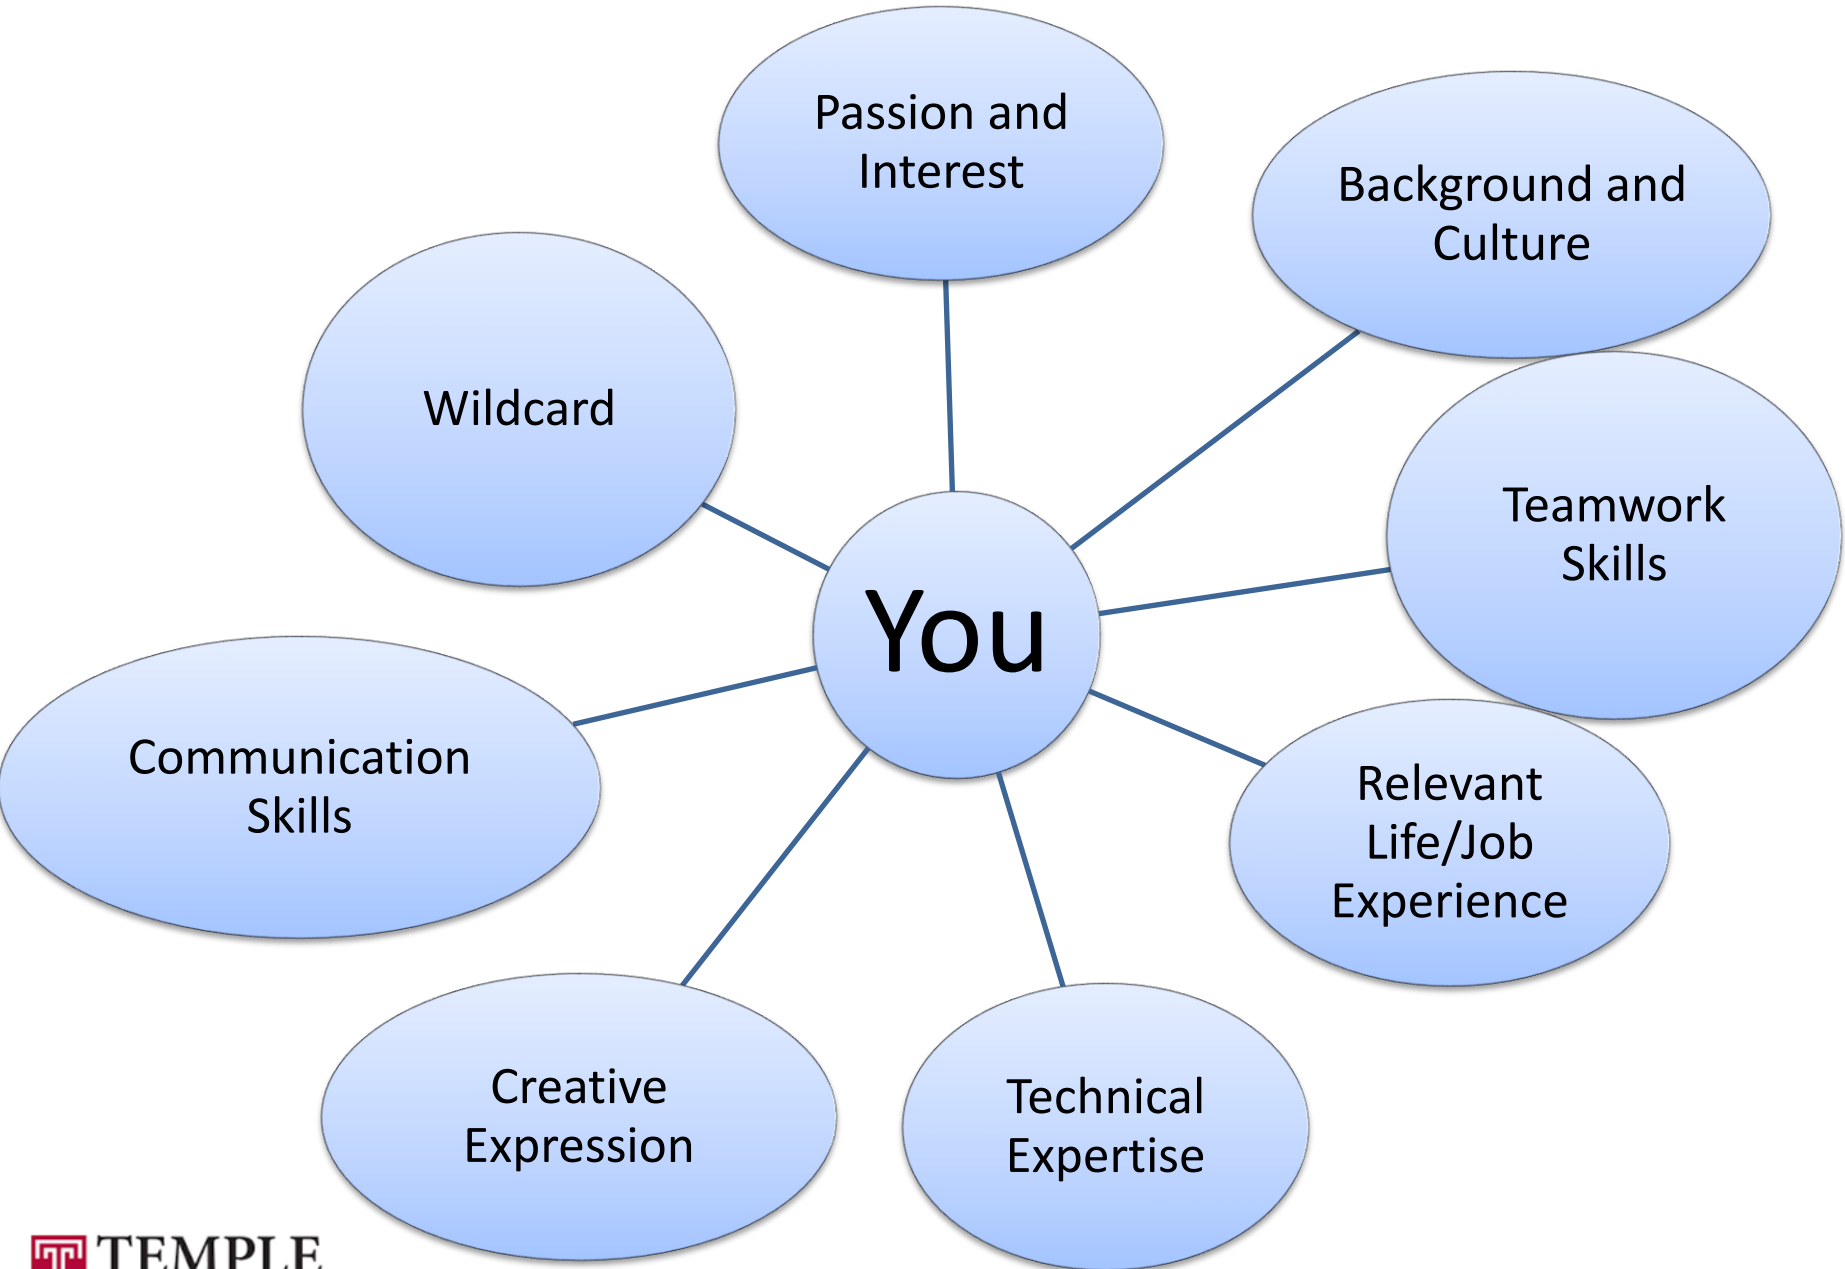 Passion and
Interest
Background and
Culture
Wildcard
Teamwork
Skills
You
Communication
Skills
Relevant
Life/Job
Experience
Creative
Expression
Technical
Expertise
TEMPLE